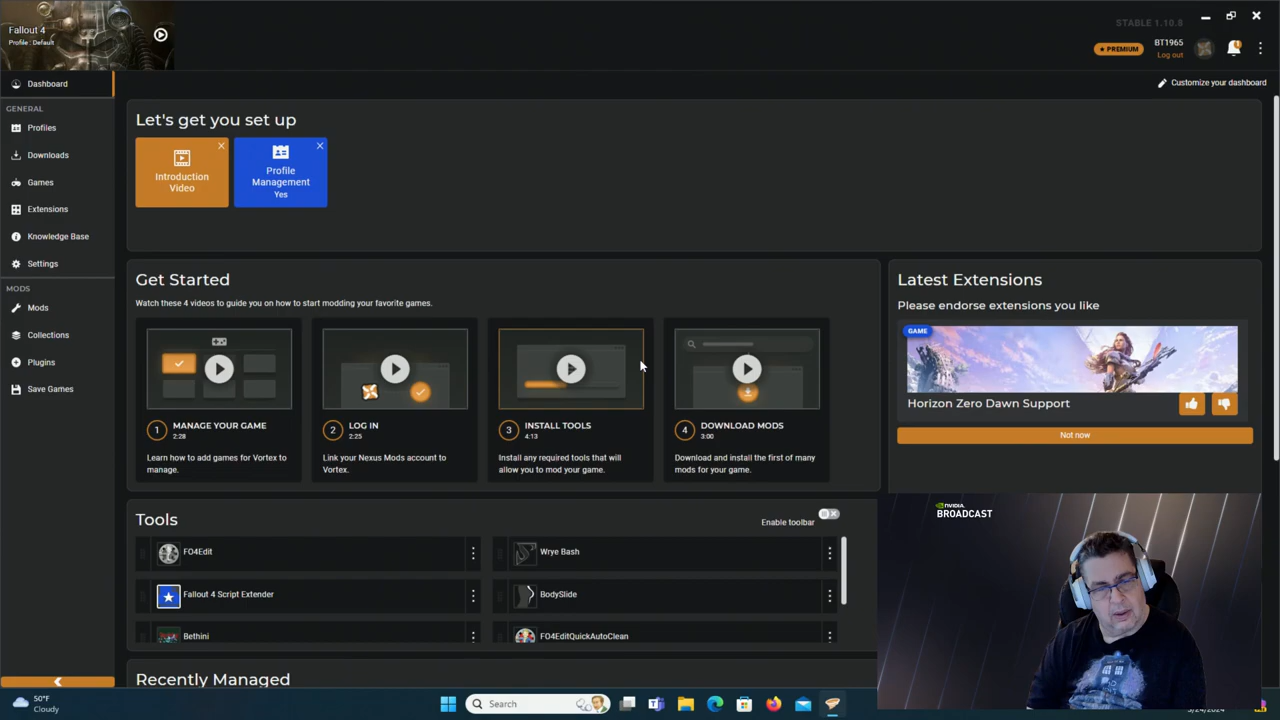 Fallout 4
Profile : Default
STABLE 1.10.8
PREMIUM
BT1965
Log out
Dashboard
Customize your dashboard
GENERAL
Profiles
Downloads
Games
Extensions
Knowledge Base
Settings
MODS
Mods
Collections
Plugins
Save Games
Let's get you set up
Introduction
Video
Profile
Management
Yes
Get Started
Watch these 4 videos to guide you on how to start modding your favorite games.
1 MANAGE YOUR GAME
2:28
Learn how to add games for Vortex to
manage.
2 LOG IN
2:25
Link your Nexus Mods account to
Vortex.
3 INSTALL TOOLS
4:13
Install any required tools that will
allow you to mod your game.
4 DOWNLOAD MODS
3:00
Download and install the first of many
mods for your game.
Latest Extensions
Please endorse extensions you like
GAME
Horizon Zero Dawn Support
Not now
Tools
Enable toolbar
FO4Edit
Wrye Bash
Fallout 4 Script Extender
BodySlide
Bethini
FO4EditQuickAutoClean
Recently Managed
NVIDIA
BROADCAST
50°F
Cloudy
Search